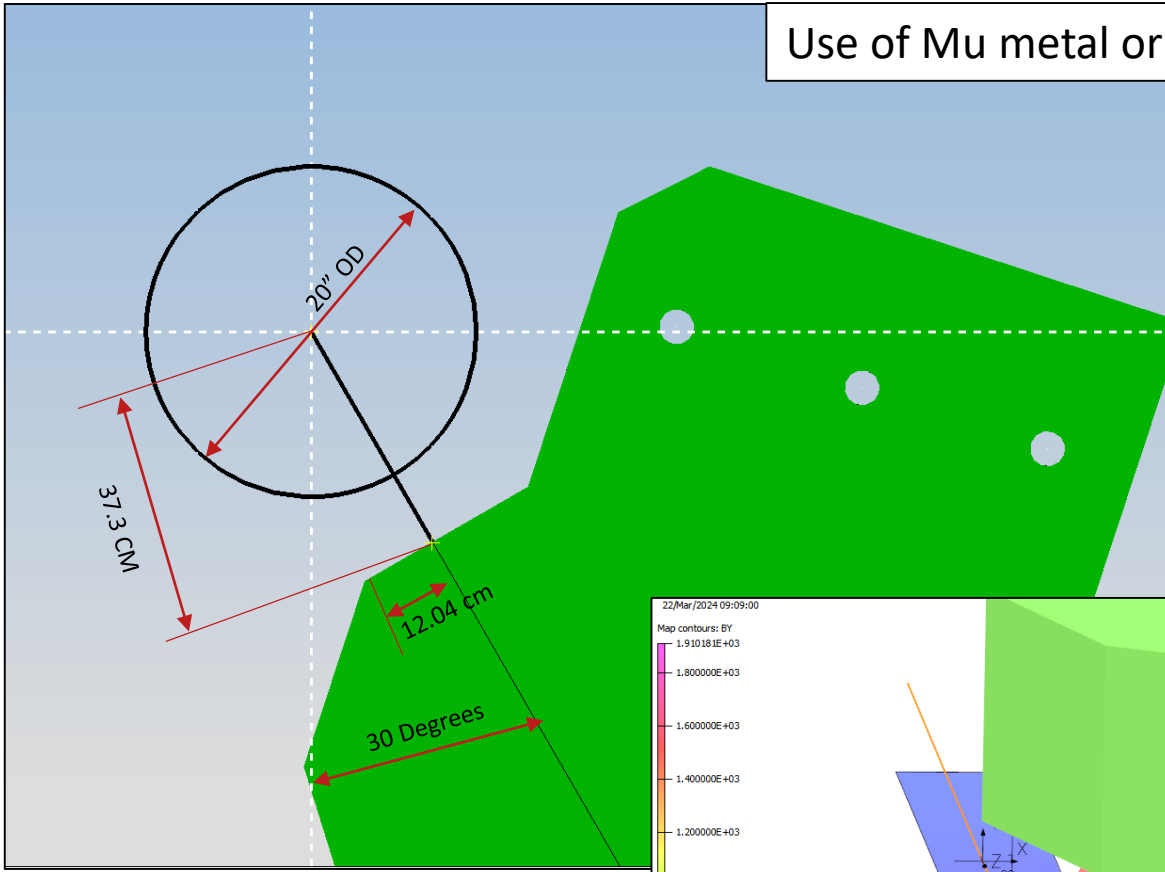 Use of Mu metal or
20” OD
37.3 CM
12.04 cm
30 Degrees
22/Mar/2024 09:09:00
Map contours: BY
1.910181E+03
1.800000E+03
1.600000E+03
1.400000E+03
1.200000E+03
X
Z